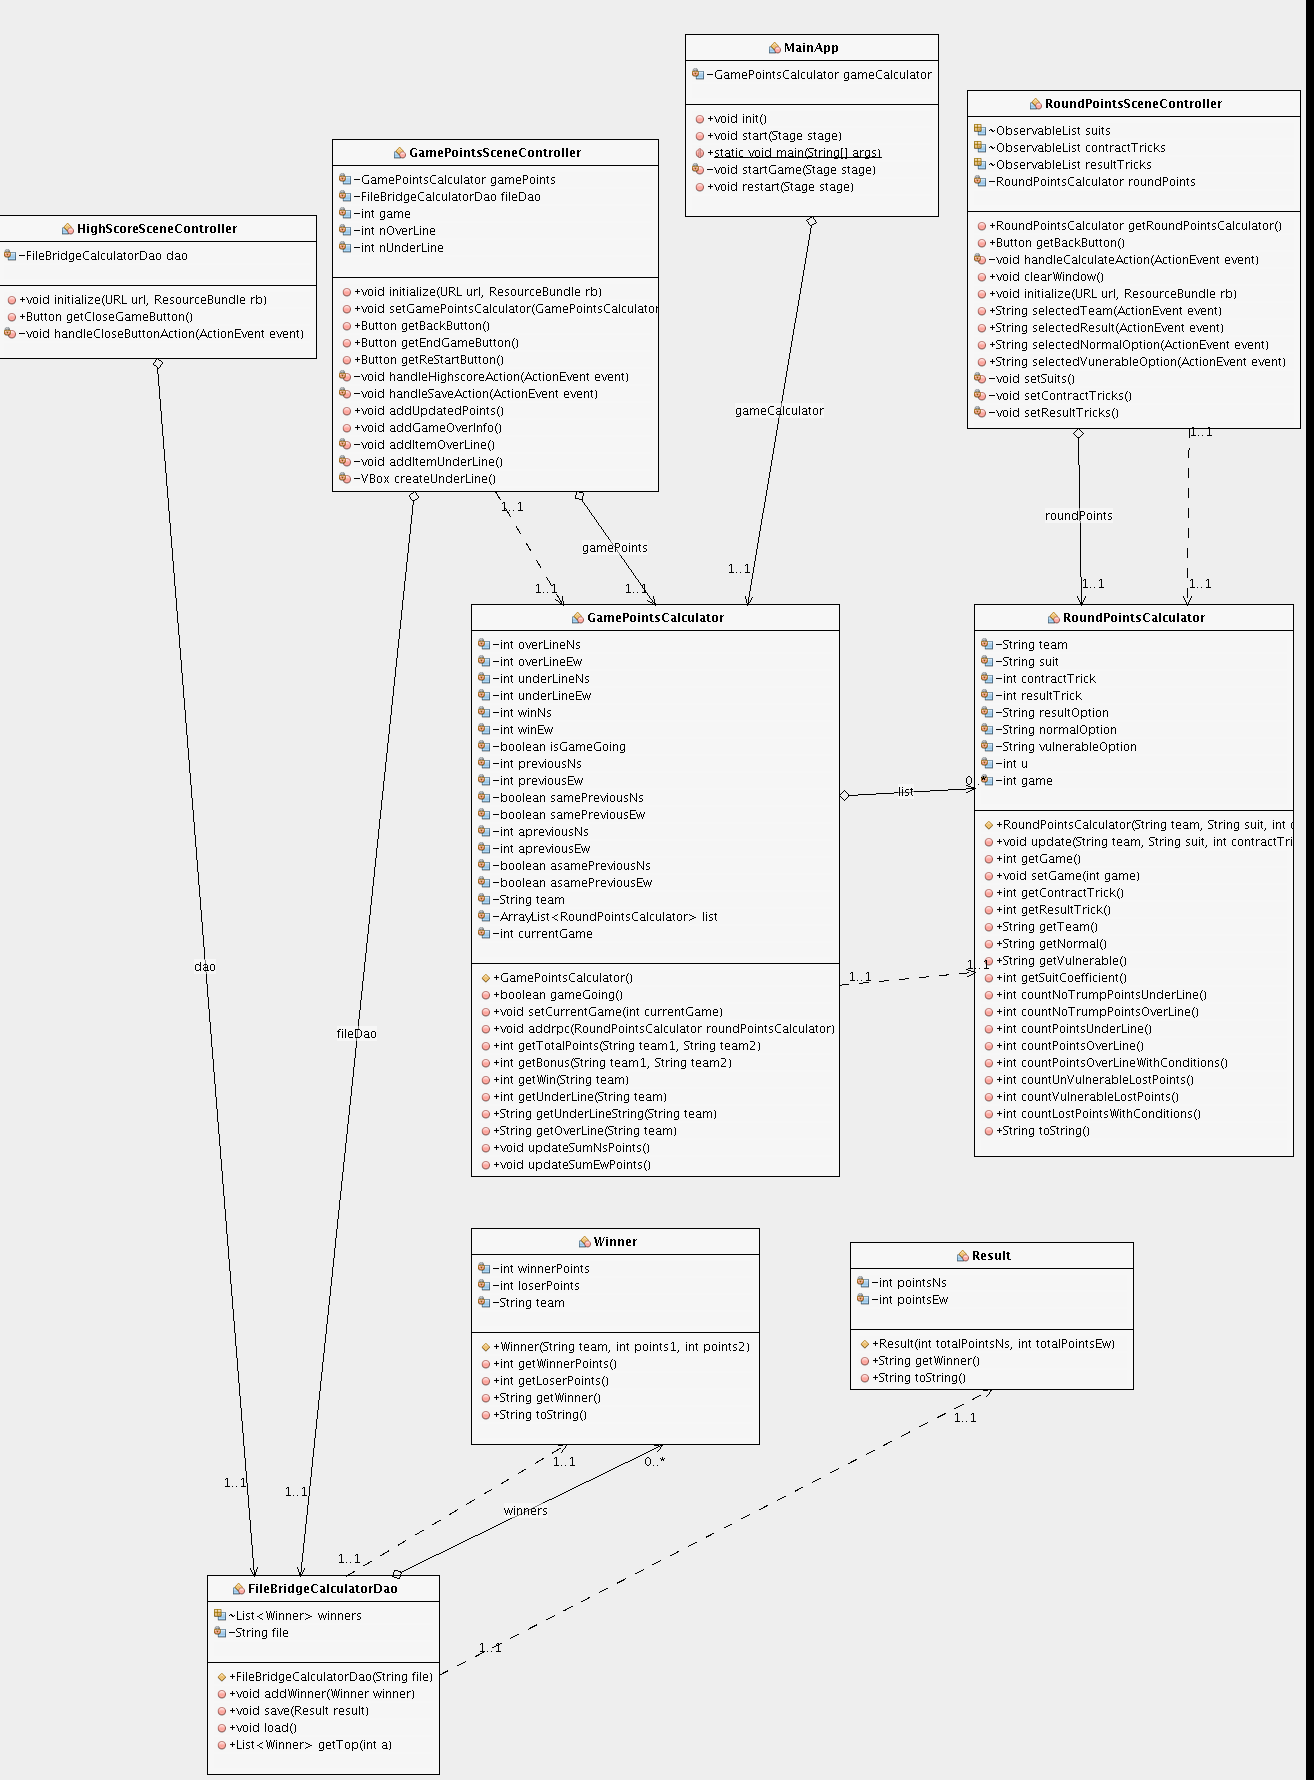 MainApp
-GamePointsCalculator gameCalculator
+void init()
+void start(Stage stage)
+static void main(String[] args)
-void startGame(Stage stage)
+void restart(Stage stage)
RoundPointsSceneController
~ObservableList suits
~ObservableList contractTricks
~ObservableList resultTricks
-RoundPointsCalculator roundPoints
+RoundPointsCalculator getRoundPointsCalculator()
+Button getBackButton()
-void handleCalculateAction(ActionEvent event)
+void clearWindow()
+void initialize(URL url, ResourceBundle rb)
+String selectedTeam(ActionEvent event)
+String selectedResult(ActionEvent event)
+String selectedNormalOption(ActionEvent event)
+String selectedVunerableOption(ActionEvent event)
-void setSuits()
-void setContractTricks()
-void setResultTricks()
GamePointsSceneController
-GamePointsCalculator gamePoints
-FileBridgeCalculatorDao fileDao
-int game
-int nOverLine
-int nUnderLine
+void initialize(URL url, ResourceBundle rb)
+void setGamePointsCalculator(GamePointsCalculator
+Button getBackButton()
+Button getEndGameButton()
+Button getReStartButton()
-void handleHighscoreAction(ActionEvent event)
-void handleSaveAction(ActionEvent event)
+void addUpdatedPoints()
+void addGameOverInfo()
-void addItemOverLine()
-void addItemUnderLine()
-VBox createUnderLine()
HighScoreSceneController
-FileBridgeCalculatorDao dao
+void initialize(URL url, ResourceBundle rb)
+Button getCloseGameButton()
-void handleCloseButtonAction(ActionEvent event)
gameCalculator
1..1
1..1
roundPoints
gamePoints
1..1
1..1
1..1
1..1
1..1
GamePointsCalculator
-int overLineNs
-int overLineEw
-int underLineNs
-int underLineEw
-int winNs
-int winEw
-boolean isGameGoing
-int previousNs
-int previousEw
-boolean samePreviousNs
-boolean samePreviousEw
-int apreviousNs
-int apreviousEw
-boolean asamePreviousNs
-boolean asamePreviousEw
-String team
-ArrayList<RoundPointsCalculator> list
-int currentGame
+GamePointsCalculator()
+boolean gameGoing()
+void setCurrentGame(int currentGame)
+void addrpc(RoundPointsCalculator roundPointsCalculator)
+int getTotalPoints(String team1, String team2)
+int getBonus(String team1, String team2)
+int getWin(String team)
+int getUnderLine(String team)
+String getUnderLineString(String team)
+String getOverLine(String team)
+void updateSumNsPoints()
+void updateSumEwPoints()
list
0..*
1..1
1..1
RoundPointsCalculator
-String team
-String suit
-int contractTrick
-int resultTrick
-String resultOption
-String normalOption
-String vulnerableOption
-int u
-int game
+RoundPointsCalculator(String team, String suit, int c
+void update(String team, String suit, int contractTri
+int getGame()
+void setGame(int game)
+int getContractTrick()
+int getResultTrick()
+String getTeam()
+String getNormal()
+String getVulnerable()
+int getSuitCoefficient()
+int countNoTrumpPointsUnderLine()
+int countNoTrumpPointsOverLine()
+int countPointsUnderLine()
+int countPointsOverLine()
+int countPointsOverLineWithConditions()
+int countUnVulnerableLostPoints()
+int countVulnerableLostPoints()
+int countLostPointsWithConditions()
+String toString()
dao
fileDao
Winner
-int winnerPoints
-int loserPoints
-String team
+Winner(String team, int points1, int points2)
+int getWinnerPoints()
+int getLoserPoints()
+String getWinner()
+String toString()
Result
-int pointsNs
-int pointsEw
+Result(int totalPointsNs, int totalPointsEw)
+String getWinner()
+String toString()
1..1
1..1
0..*
1..1
1..1
winners
1..1
1..1
FileBridgeCalculatorDao
~List<Winner> winners
-String file
+FileBridgeCalculatorDao(String file)
+void addWinner(Winner winner)
+void save(Result result)
+void load()
+List<Winner> getTop(int a)